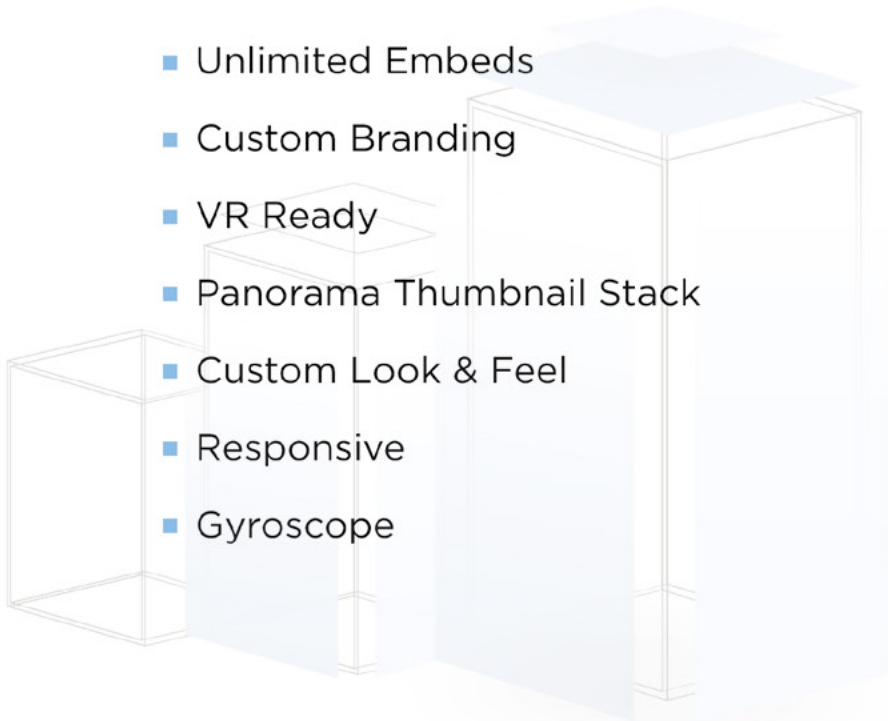 Unlimited Embeds
Custom Branding
VR Ready
Panorama Thumbnail Stack
Custom Look & Feel
Responsive
Gyroscope